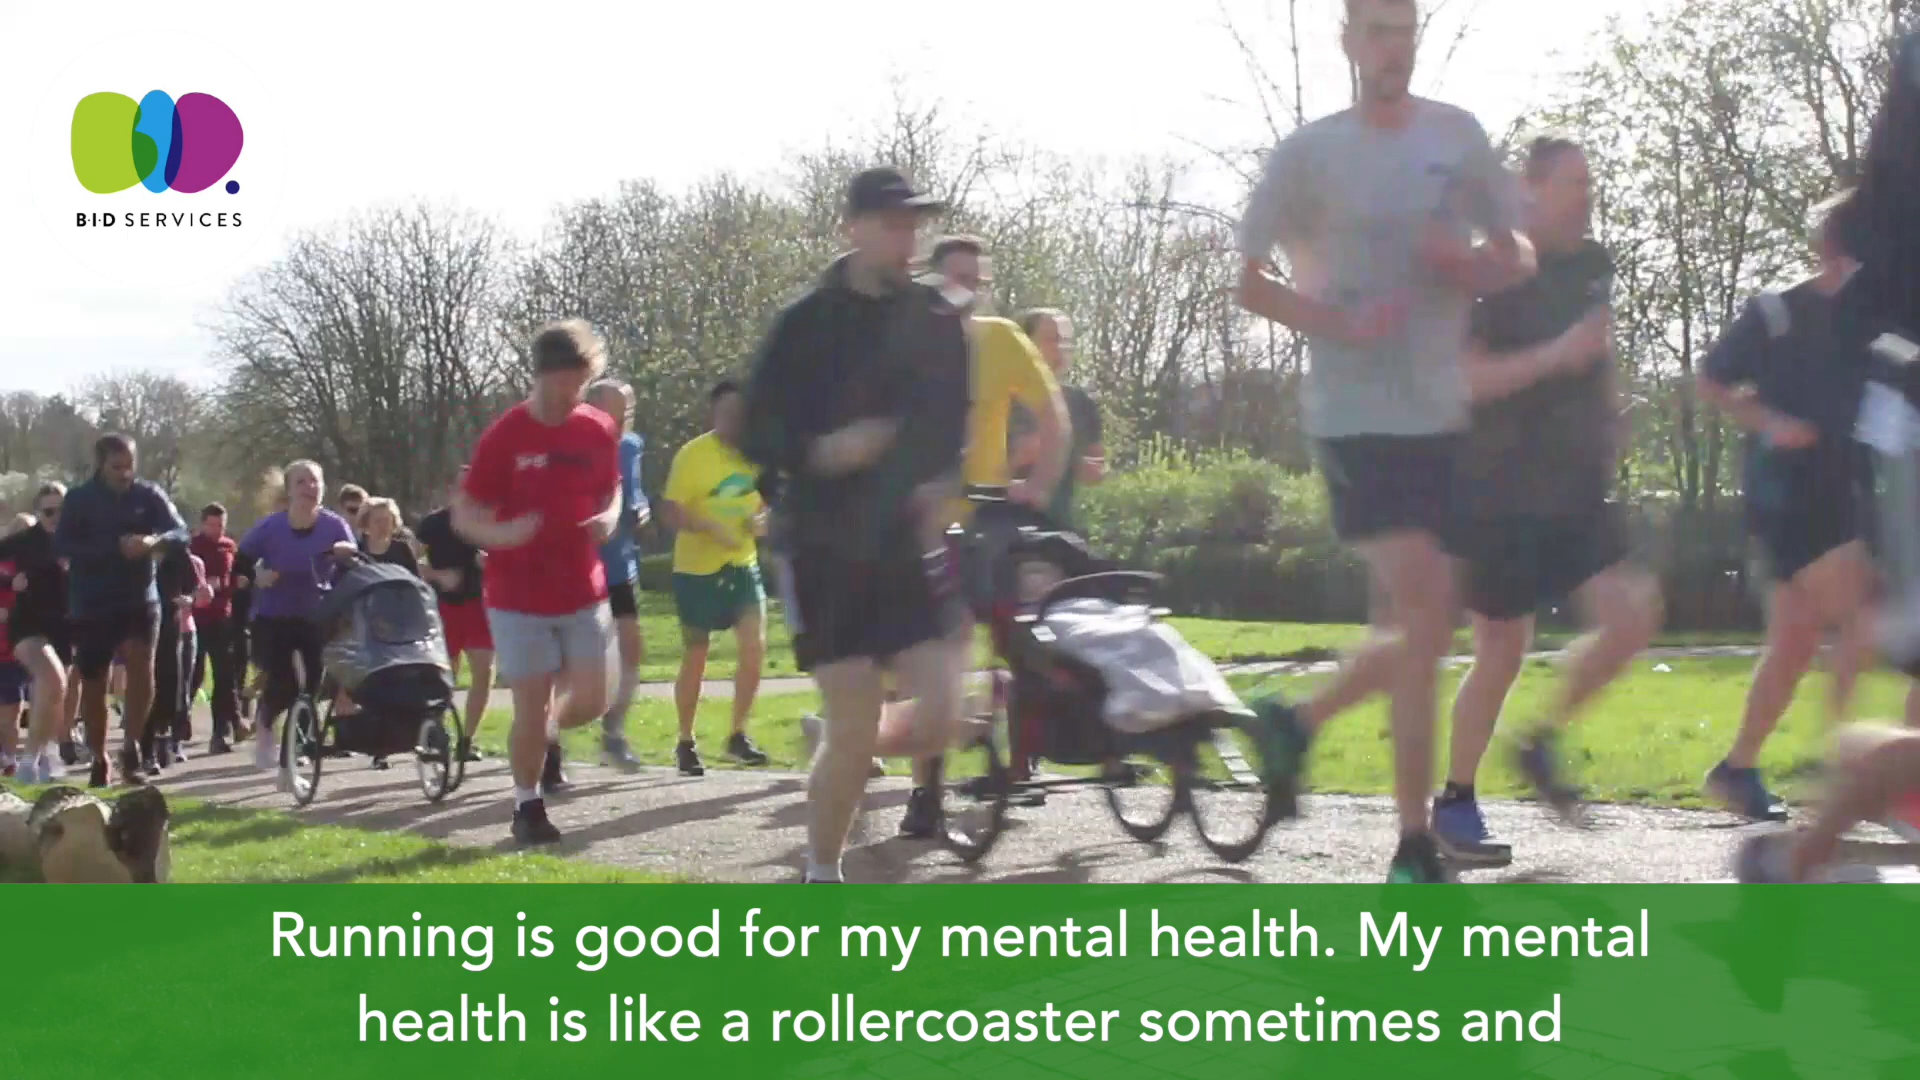 B·I·D SERVICES
Running is good for my mental health. My mental
health is like a rollercoaster sometimes and